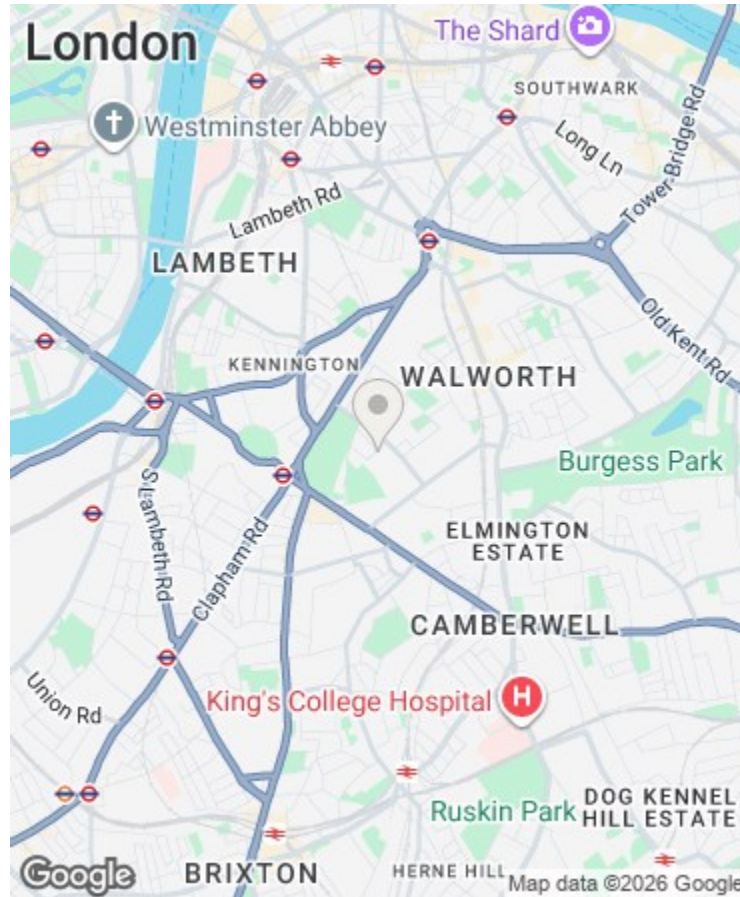 London
The Shard
SOUTHWARK
Westminster Abbey
Long Ln
Tower Bridge Rd
Lambeth Rd
LAMBETH
Old Kent Rd
KENNINGTON
WALWORTH
Burgess Park
S Lambeth Rd
Clapham Rd
ELMINGTON
ESTATE
CAMBERWELL
Union Rd
King's College Hospital
H
Ruskin Park
DOG KENNEL
HILL ESTATE
BRIXTON
HERNE HILL
Google
Map data ©2026 Google